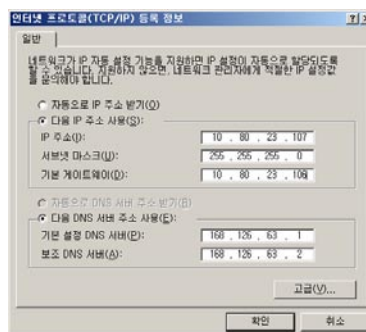 인터넷 프로토콜(TCP/IP) 등록 정보
일반
네트워크가 IP 자동 설정 기능을 지원하면 IP 설정이 자동으로 할당되도록
할 수 있습니다. 지원하지 않으면, 네트워크 관리자에게 적절한 IP 설정값
을 문의해야 합니다.
자동으로 IP 주소 받기(O)
다음 IP 주소 사용(S):
IP 주소(I): 10 . 80 . 23 . 107
서브넷 마스크(U): 255 . 255 . 255 . 0
기본 게이트웨이(D): 10 . 80 . 23 . 106
자동으로 DNS 서버 주소 받기(B)
다음 DNS 서버 주소 사용(E):
기본 설정 DNS 서버(P): 168 . 126 . 63 . 1
보조 DNS 서버(A): 168 . 126 . 63 . 2
고급(V)...
확인 취소